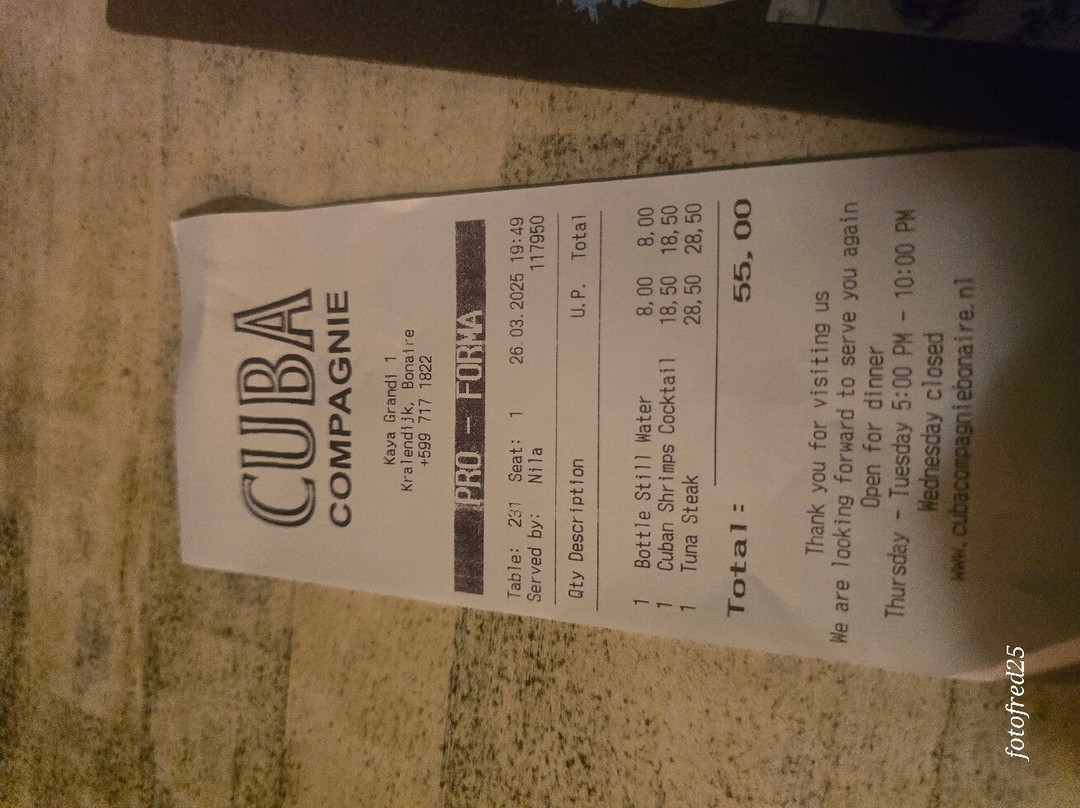 CUBA
COMPAGNIE
Kaya Grandi 1
Kralendijk, Bonaire
+599 717 1822
PRO - FORMA
Table: 231 Seat: 1 26.03.2025 19:49
Served by: Nila 117950
Qty Description U.P. Total
1 Bottle Still Water 8,00 8,00
1 Cuban Shrimps Cocktail 18,50 18,50
1 Tuna Steak 28,50 28,50
Total: 55,00
Thank you for visiting us
We are looking forward to serve you again
Open for dinner
Thursday - Tuesday 5:00 PM - 10:00 PM
Wednesday closed
www.cubacompagniebonaire.nl
fotofred25